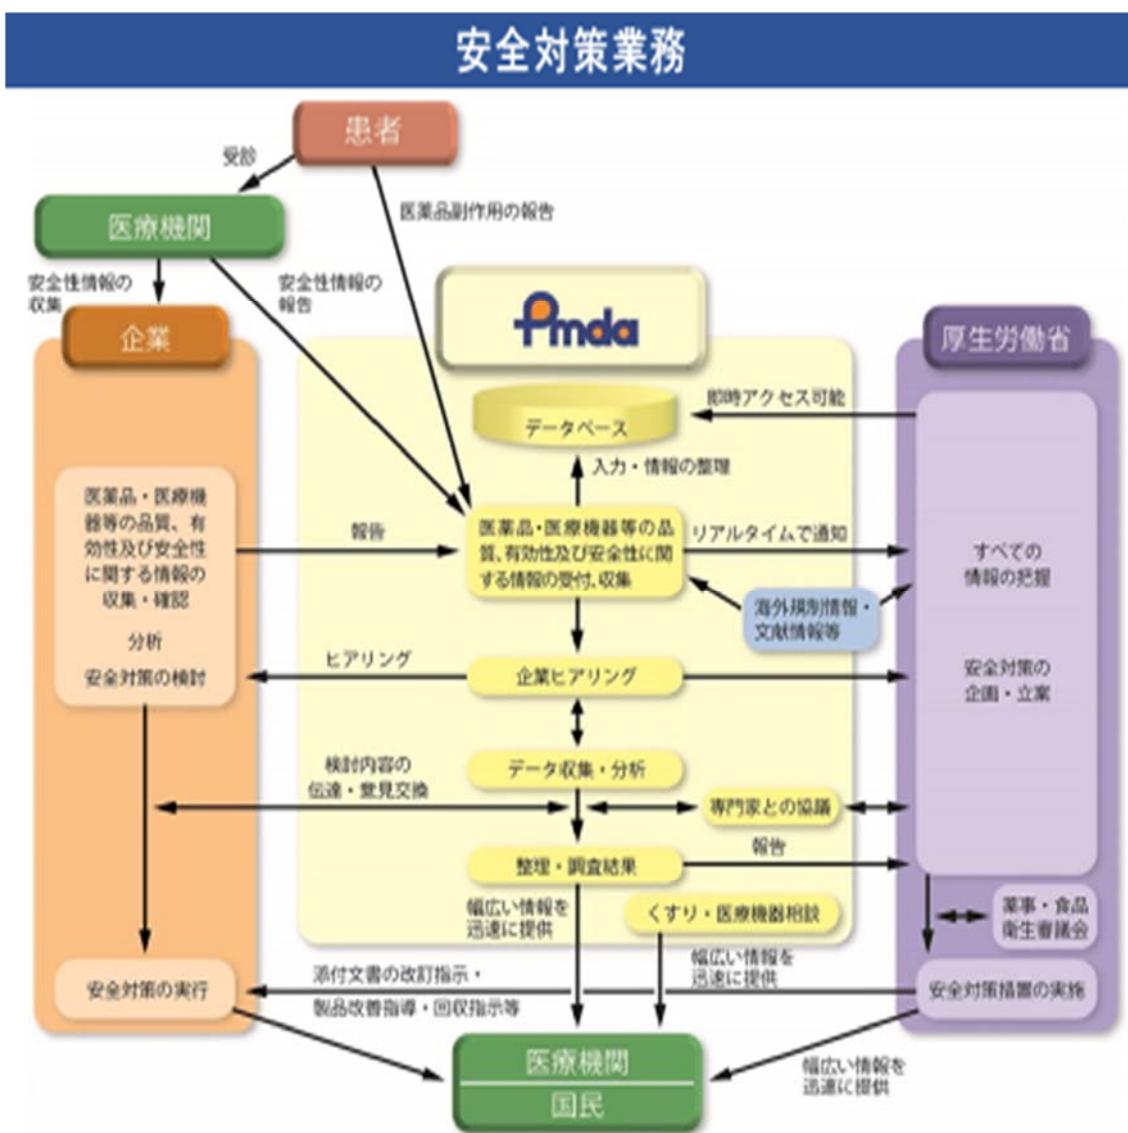 安全対策業務
患者
受診
医療機関
医薬品副作用の報告
安全性情報の
収集
安全性情報の
報告
Pmda
企業
厚生労働省
即時アクセス可能
データベース
入力・情報の整理
医薬品・医療機
器等の品質、有
効性及び安全性
に関する情報の
収集・確認
分析
安全対策の検討
報告
医薬品・医療機器等の品
質、有効性及び安全性に関
する情報の受付、収集
リアルタイムで通知
すべての
情報の把握
海外規制情報・
文献情報等
ヒアリング
企業ヒアリング
安全対策の
企画・立案
検討内容の
伝達・意見交換
データ収集・分析
専門家との協議
整理・調査結果
報告
幅広い情報を
迅速に提供
くすり・医療機器相談
薬事・食品
衛生審議会
幅広い情報を
迅速に提供
安全対策の実行
添付文書の改訂指示・
製品改善指導・回収指示等
安全対策措置の実施
医療機関
国民
幅広い情報を
迅速に提供